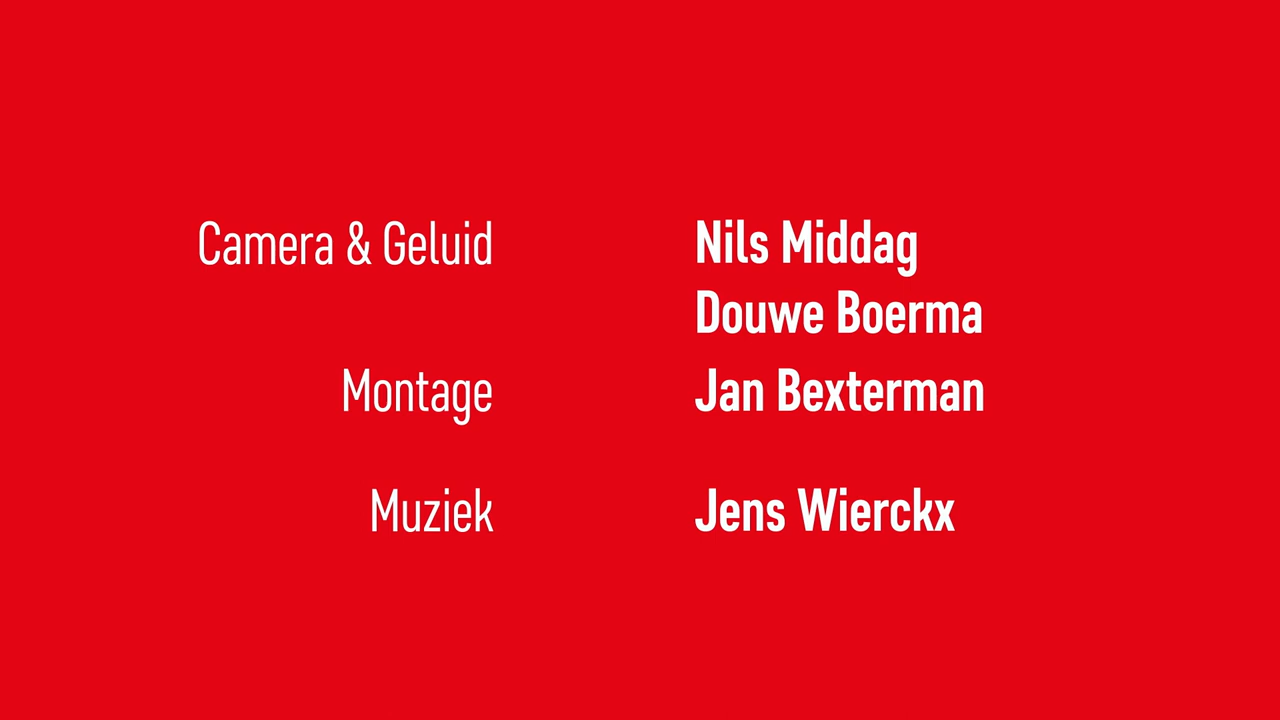 Camera & Geluid Nils Middag
Douwe Boerma
Montage Jan Bexterman
Muziek Jens Wierckx